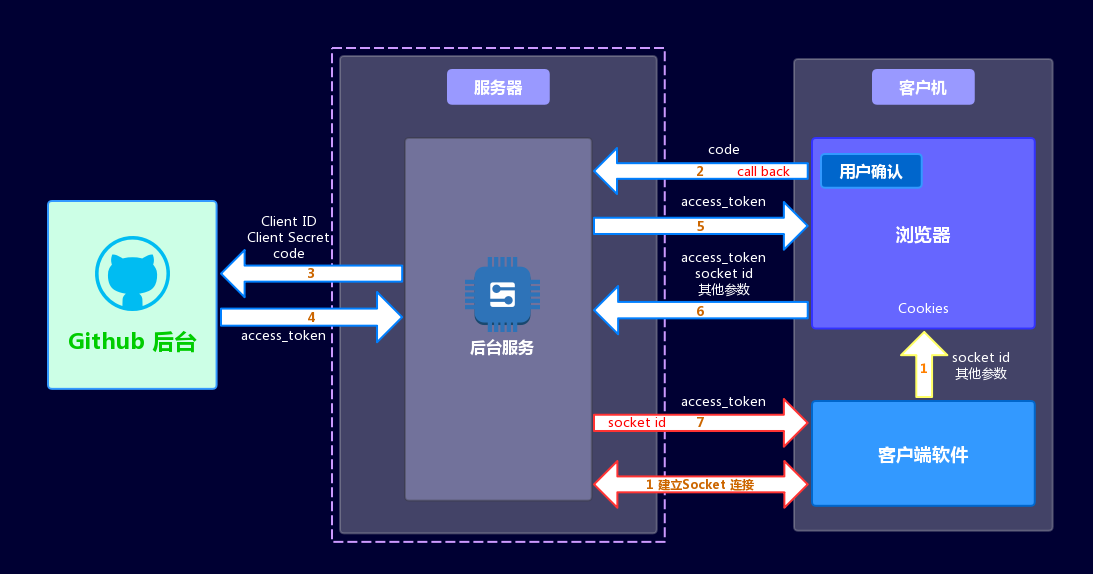 服务器
客户机
code
2
call back
用户确认
access_token
5
浏览器
Client ID
Client Secret
code
3
access_token
socket id
其他参数
6
Cookies
4
access_token
Github 后台
后台服务
1
socket id
其他参数
access_token
socket id
7
客户端软件
1 建立Socket 连接